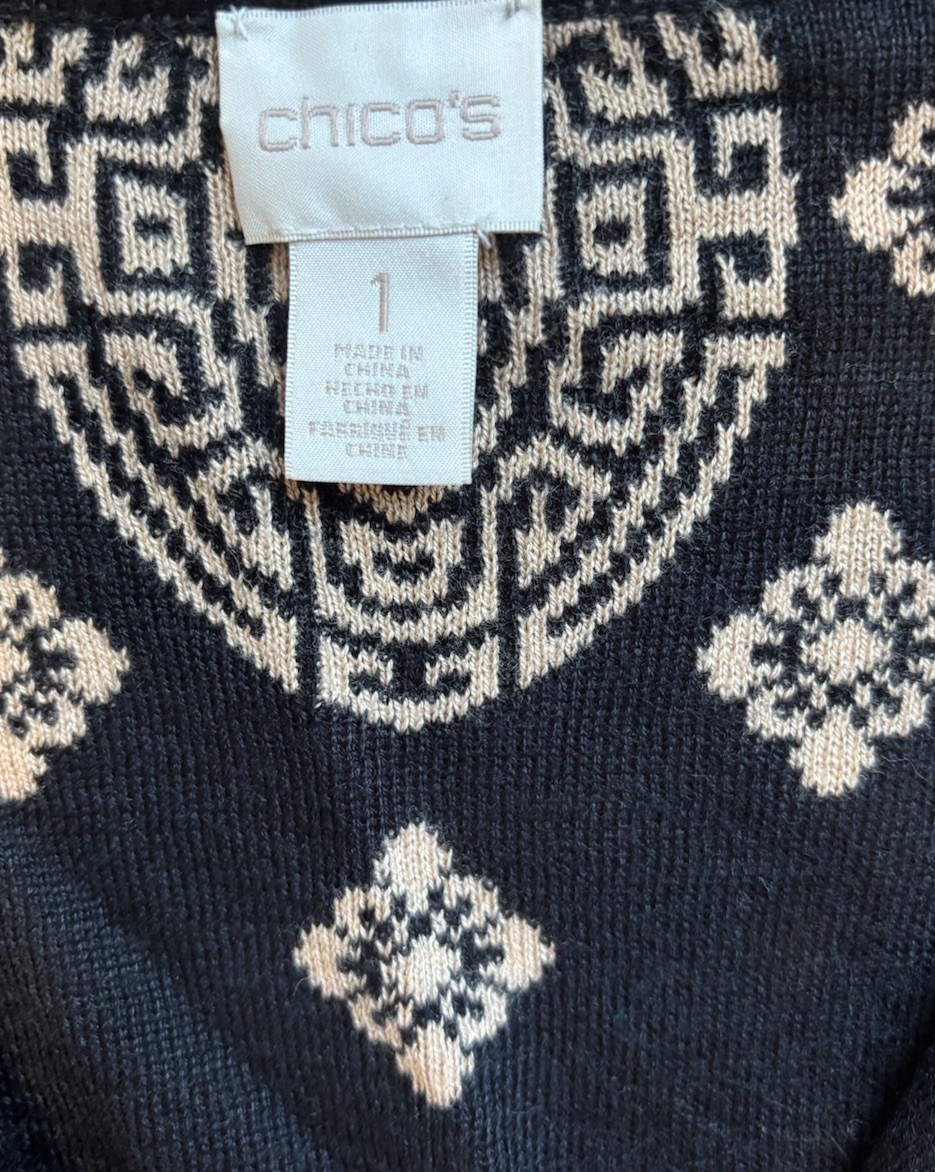 chico's
1
MADE IN
CHINA
HECHO EN
CHINA
FABRIQUÉ EN
CHINE